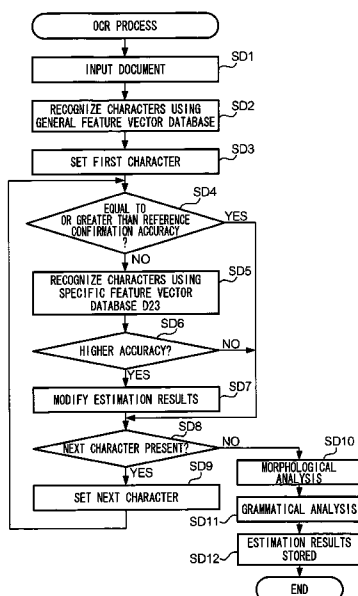 OCR PROCESS
SD1
INPUT DOCUMENT
SD2
RECOGNIZE CHARACTERS USING
GENERAL FEATURE VECTOR DATABASE
SD3
SET FIRST CHARACTER
SD4
EQUAL TO
OR GREATER THAN REFERENCE
CONFIRMATION ACCURACY
?
YES
NO
SD5
RECOGNIZE CHARACTERS USING
SPECIFIC FEATURE VECTOR
DATABASE D23
SD6
HIGHER ACCURACY?
NO
YES
SD7
MODIFY ESTIMATION RESULTS
SD8
NEXT CHARACTER PRESENT?
NO
YES
SD9
SET NEXT CHARACTER
SD10
MORPHOLOGICAL
ANALYSIS
SD11
GRAMMATICAL ANALYSIS
SD12
ESTIMATION RESULTS
STORED
END